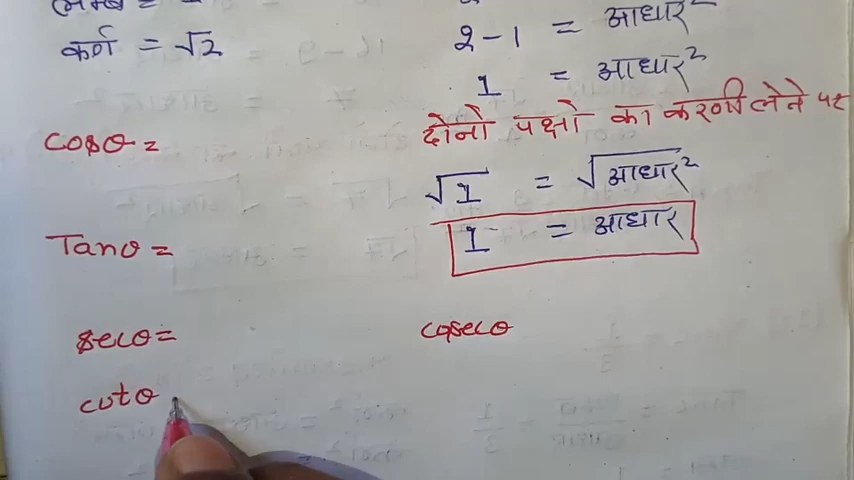 लम्ब =
कर्ण = √2
2 - 1 = आधार²
1 = आधार²
दोनो पक्षो का करणी लेने पर
√1 = √आधार²
1 = आधार
cosθ =
Tanθ =
secθ =
cosecθ
cotθ